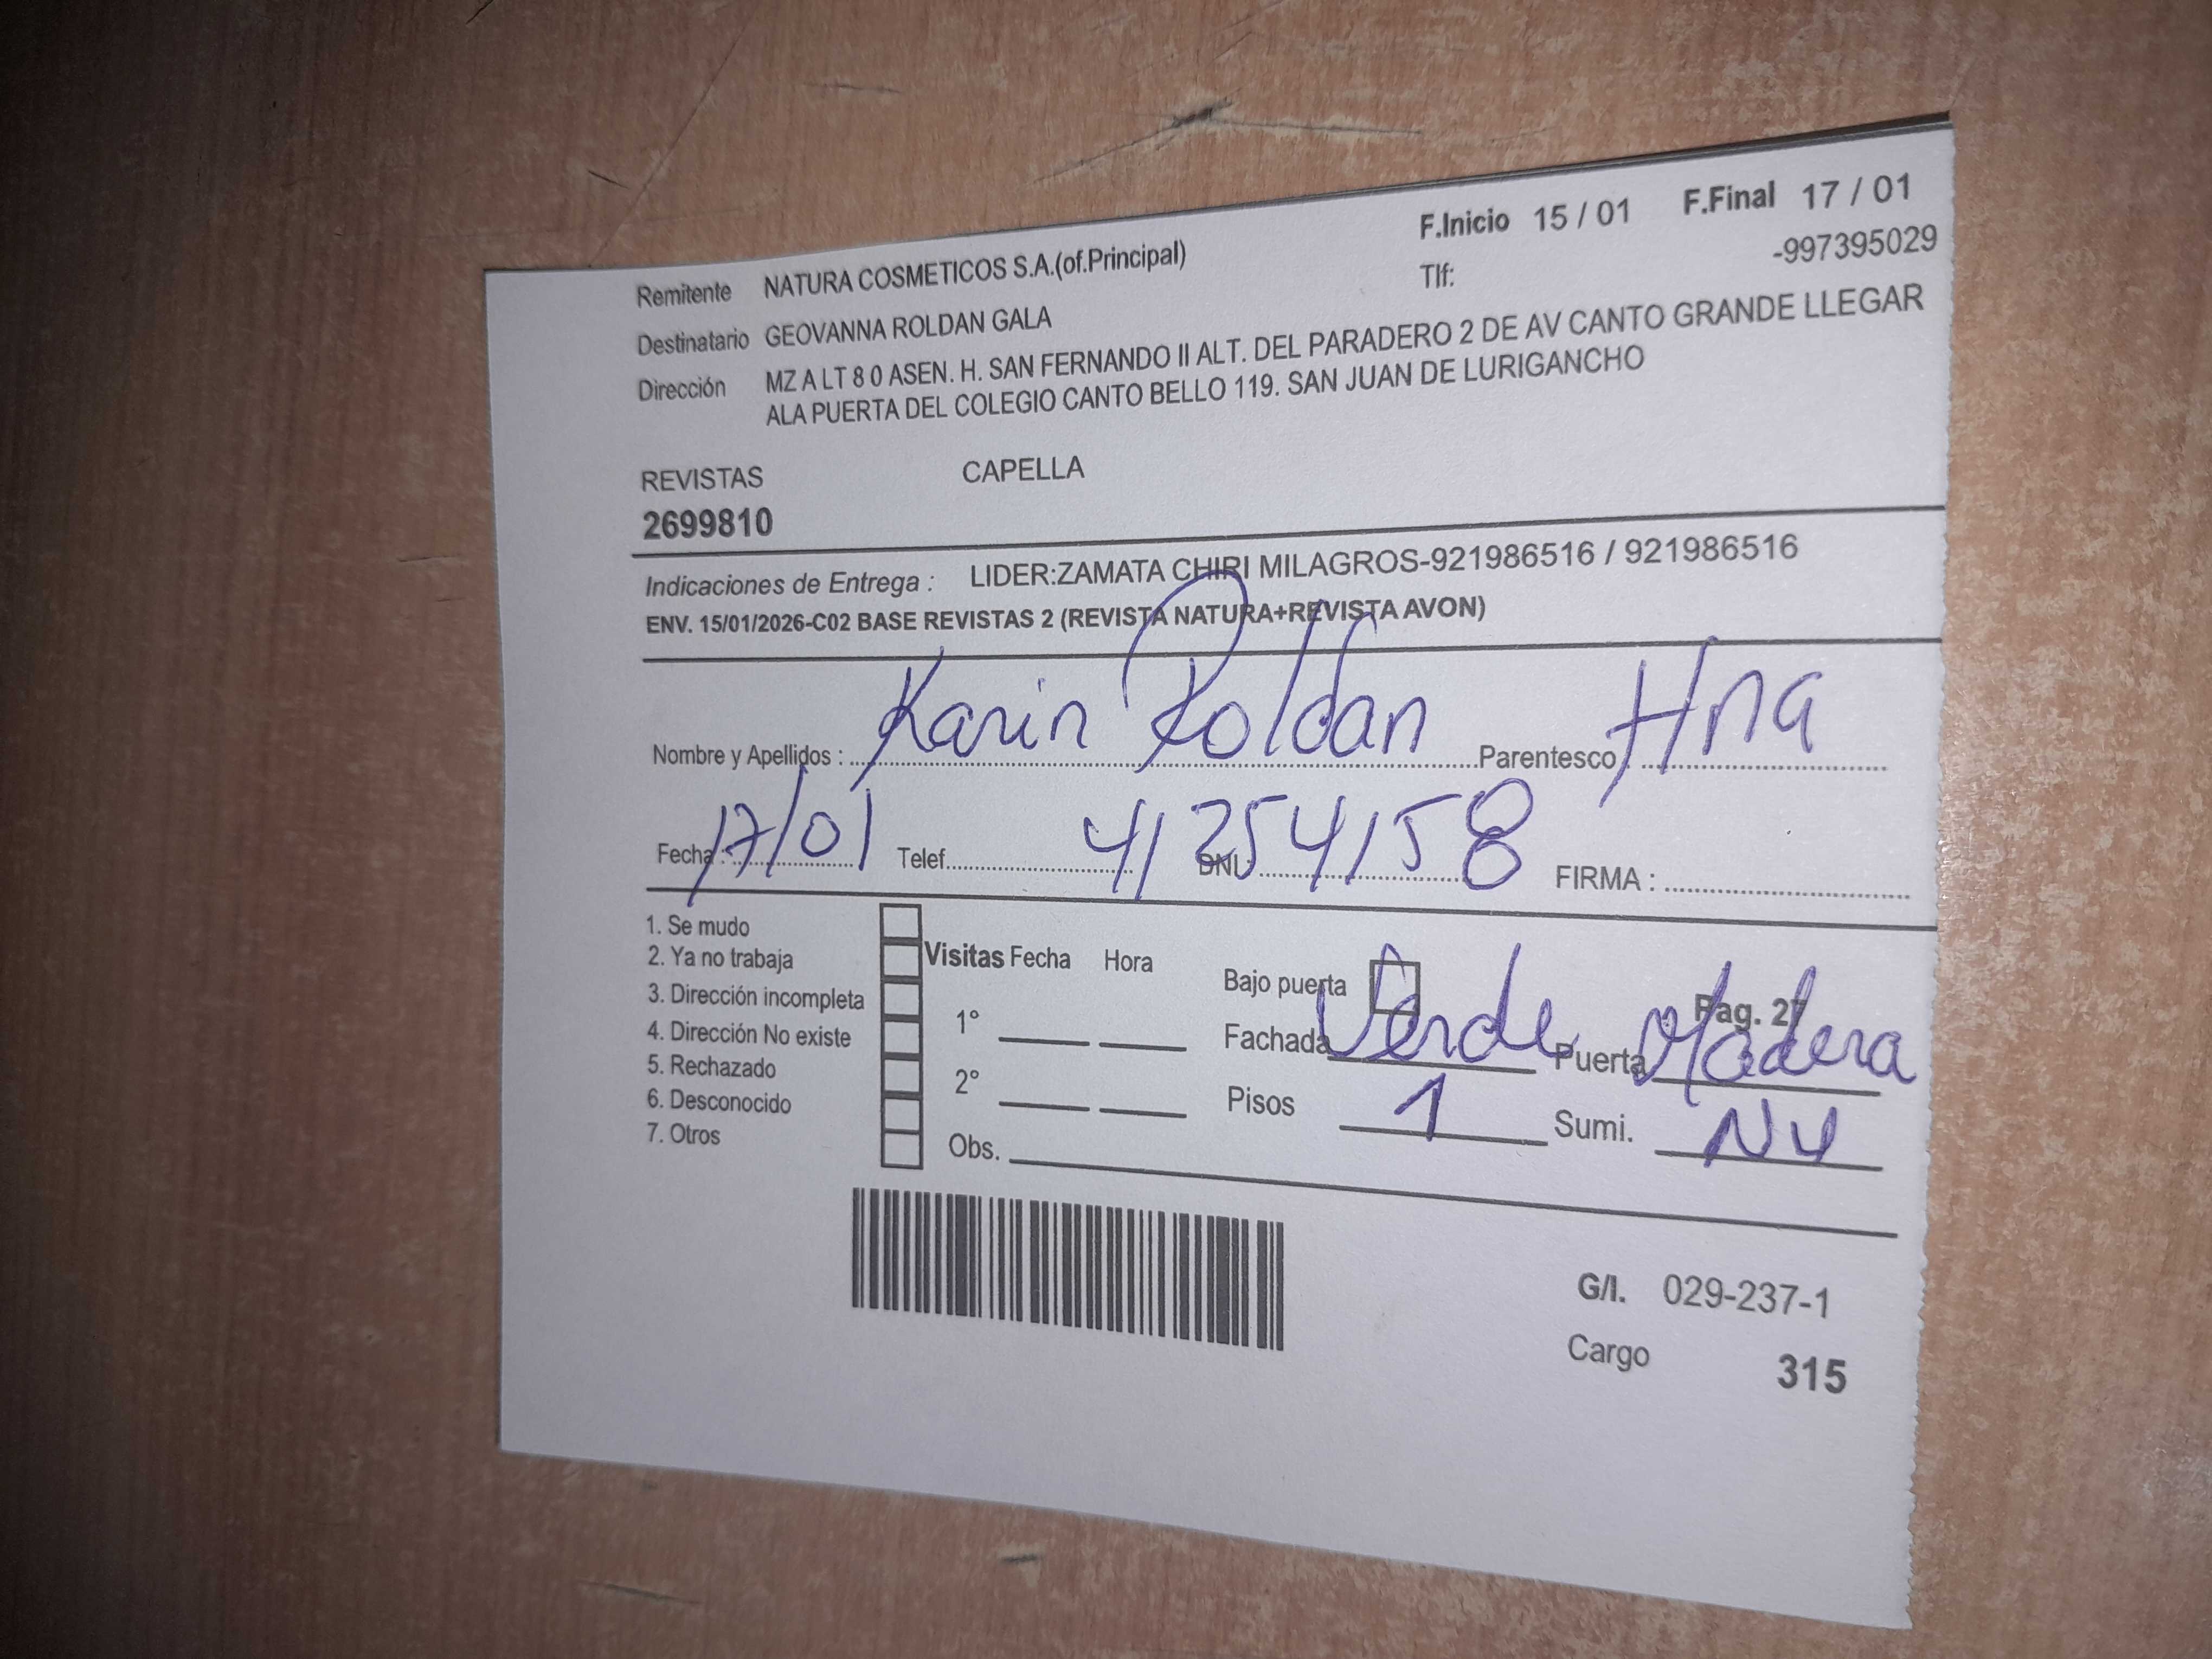 F.Inicio 15 / 01 F.Final 17 / 01
Remitente NATURA COSMETICOS S.A.(of.Principal) Tlf: -997395029
Destinatario GEOVANNA ROLDAN GALA
Dirección MZ A LT 8 0 ASEN. H. SAN FERNANDO II ALT. DEL PARADERO 2 DE AV CANTO GRANDE LLEGAR
ALA PUERTA DEL COLEGIO CANTO BELLO 119. SAN JUAN DE LURIGANCHO
REVISTAS CAPELLA
2699810
Indicaciones de Entrega : LIDER:ZAMATA CHIRI MILAGROS-921986516 / 921986516
ENV. 15/01/2026-C02 BASE REVISTAS 2 (REVISTA NATURA+REVISTA AVON)
Nombre y Apellidos : Karin Roldan Parentesco : Hna
Fecha : 17/01 Telef. DNI: 41254158 FIRMA :
1. Se mudo
2. Ya no trabaja
3. Dirección incompleta
4. Dirección No existe
5. Rechazado
6. Desconocido
7. Otros
Visitas Fecha Hora
1°
2°
Obs.
Bajo puerta Pag. 27
Fachada Verde Puerta Madera
Pisos 1 Sumi.
G/I. 029-237-1
Cargo 315